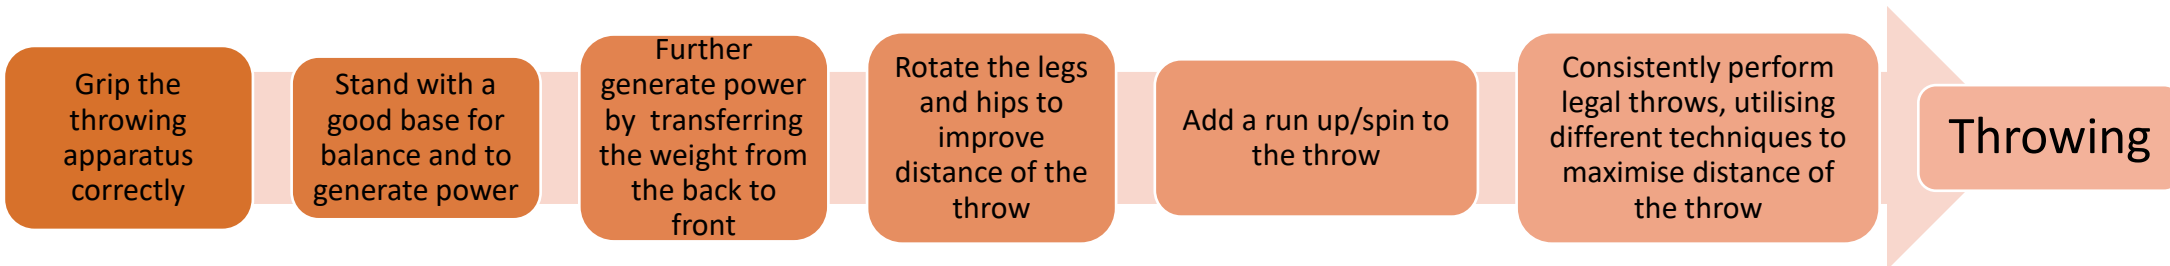 Grip the
throwing
apparatus
correctly
Stand with a
good base for
balance and to
generate power
Further
generate power
by transferring
the weight from
the back to
front
Rotate the legs
and hips to
improve
distance of the
throw
Add a run up/spin to
the throw
Consistently perform
legal throws, utilising
different techniques to
maximise distance of
the throw
Throwing